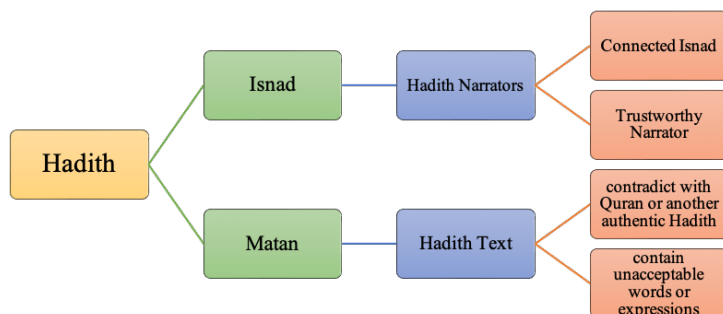 Hadith
Isnad
Matan
Hadith Narrators
Hadith Text
Connected Isnad
Trustworthy
Narrator
contradict with
Quran or another
authentic Hadith
contain
unacceptable
words or
expressions